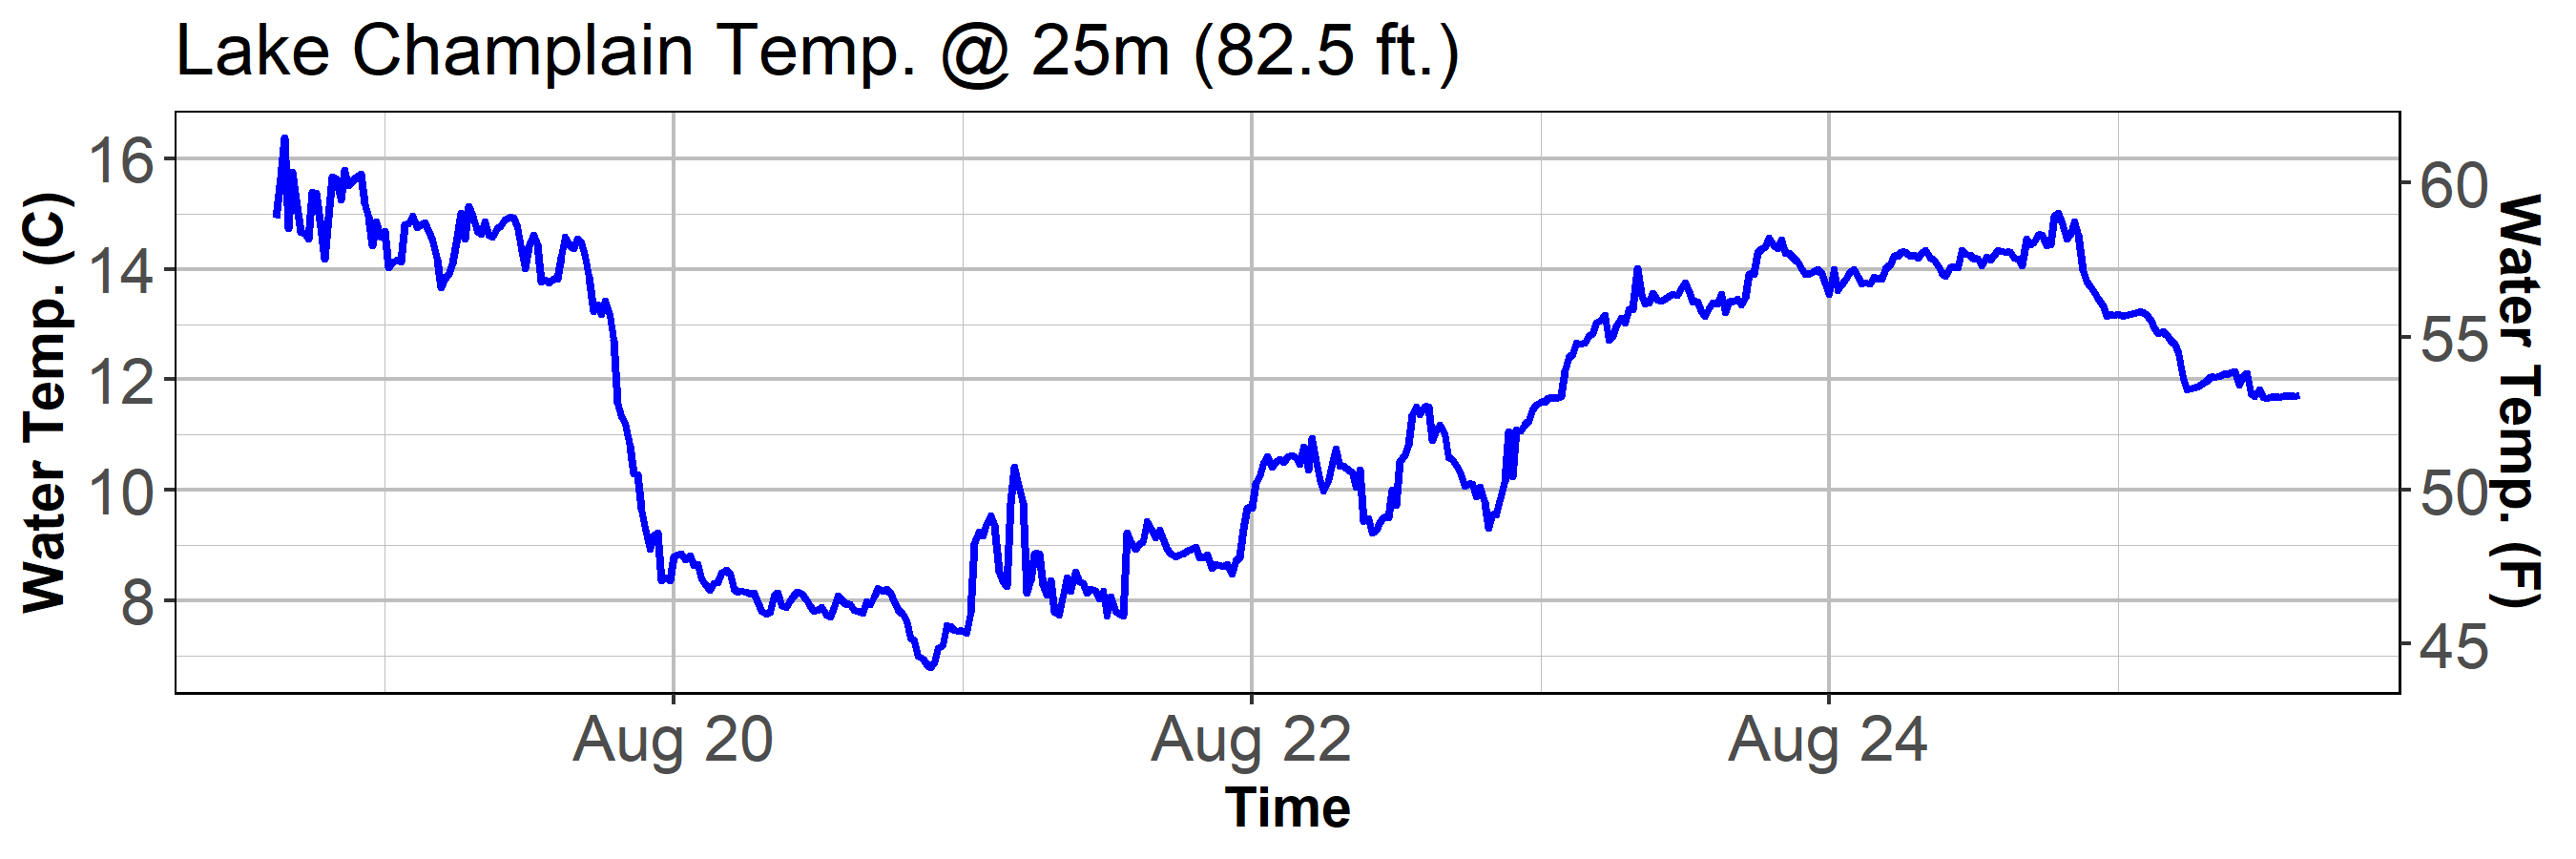 Lake Champlain Temp. @ 25m (82.5 ft.)
Water Temp. (C)
16
14
12
10
8
60
55
50
45
Water Temp. (F)
Aug 20 Aug 22 Aug 24
Time